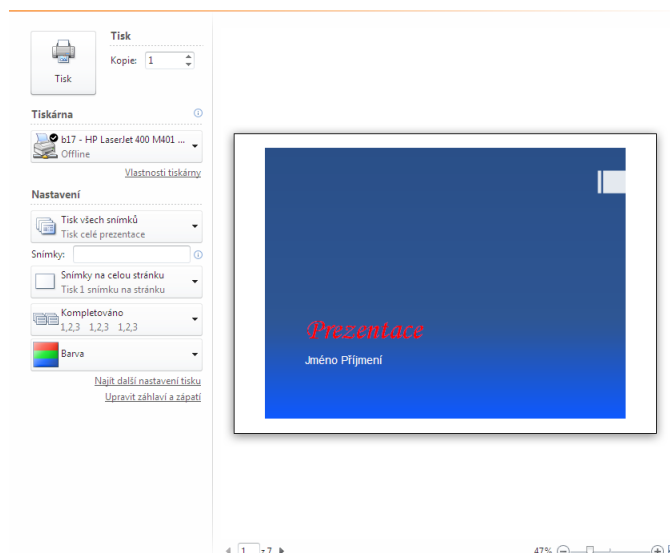 Tisk
Kopie: 1
Tisk
Tiskárna
b17 - HP LaserJet 400 M401 ...
Offline
Vlastnosti tiskárny
Nastavení
Tisk všech snímků
Tisk celé prezentace
Snímky:
Snímky na celou stránku
Tisk 1 snímku na stránku
Kompletováno
1,2,3 1,2,3 1,2,3
Barva
Najít další nastavení tisku
Upravit záhlaví a zápatí
Prezentace
Jméno Příjmení
1 z 7
47%